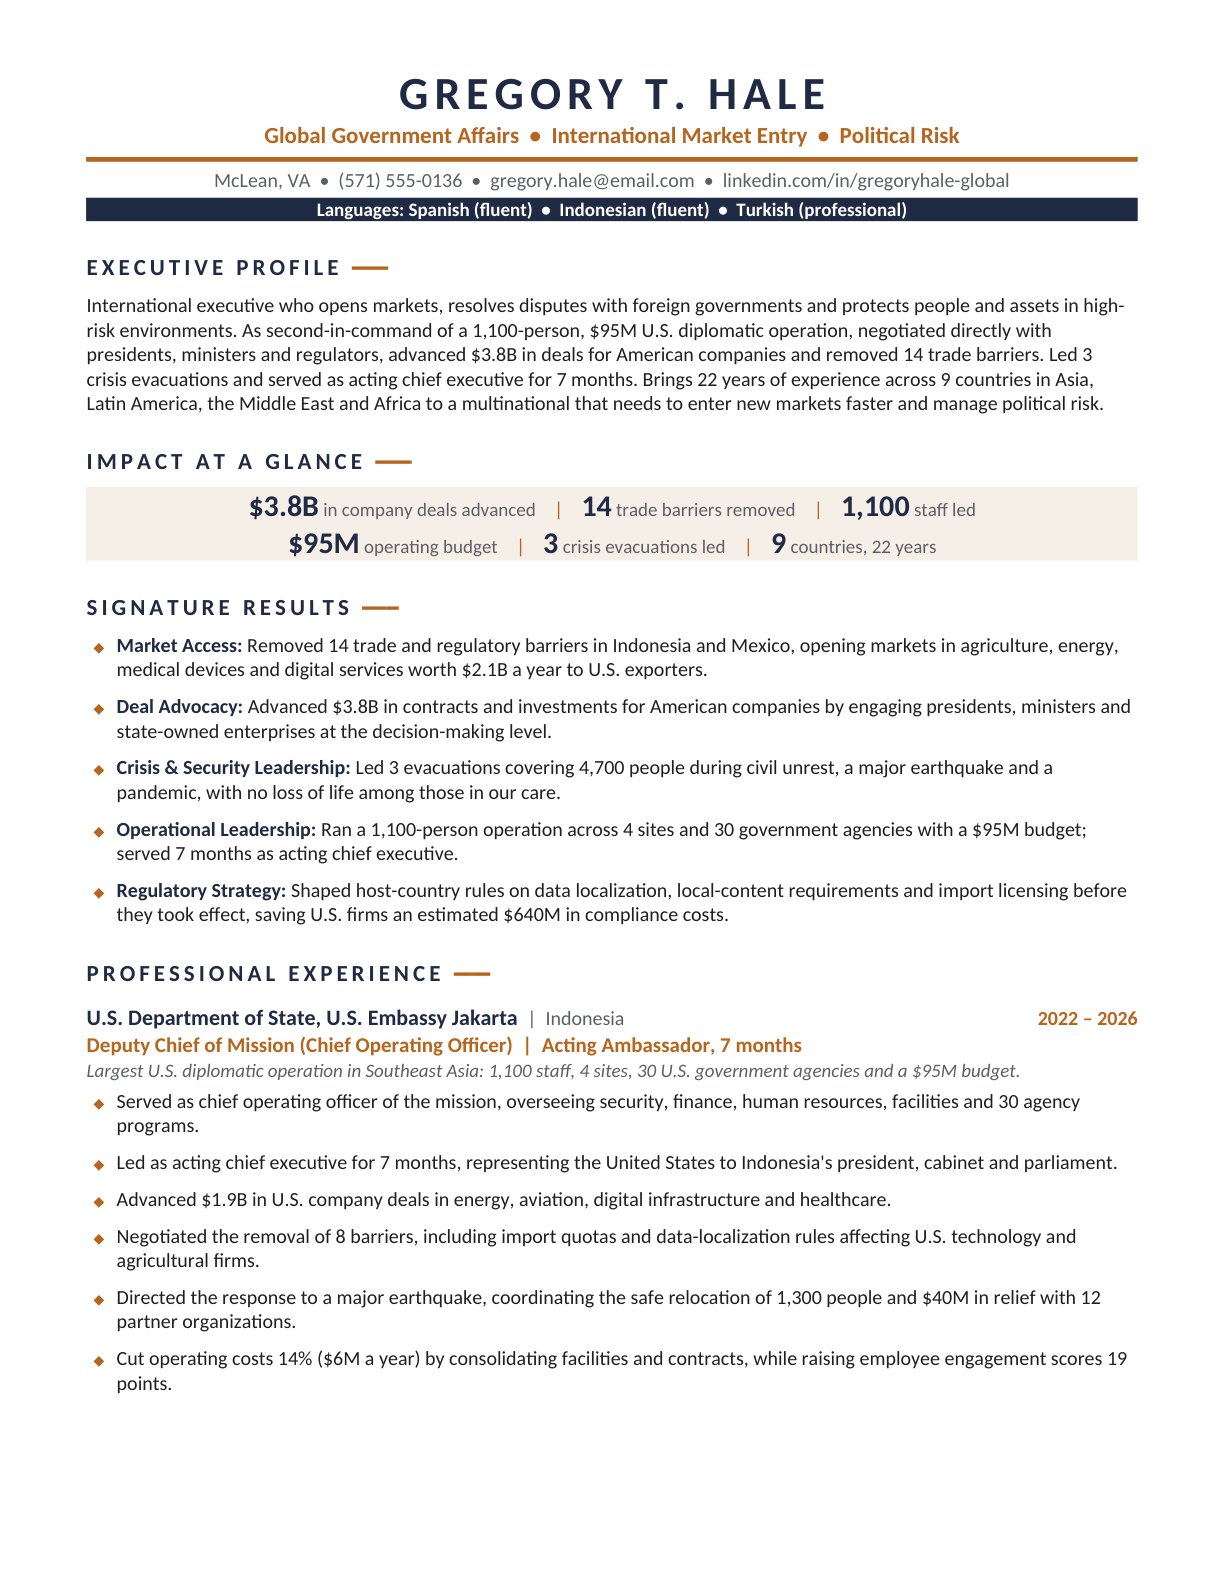 GREGORY T. HALE
Global Government Affairs ● International Market Entry ● Political Risk
McLean, VA • (571) 555-0136 • gregory.hale@email.com • linkedin.com/in/gregoryhale-global
Languages: Spanish (fluent) ● Indonesian (fluent) ● Turkish (professional)
EXECUTIVE PROFILE
International executive who opens markets, resolves disputes with foreign governments and protects people and assets in high-
risk environments. As second-in-command of a 1,100-person, $95M U.S. diplomatic operation, negotiated directly with
presidents, ministers and regulators, advanced $3.8B in deals for American companies and removed 14 trade barriers. Led 3
crisis evacuations and served as acting chief executive for 7 months. Brings 22 years of experience across 9 countries in Asia,
Latin America, the Middle East and Africa to a multinational that needs to enter new markets faster and manage political risk.
IMPACT AT A GLANCE
$3.8B in company deals advanced | 14 trade barriers removed | 1,100 staff led
$95M operating budget | 3 crisis evacuations led | 9 countries, 22 years
SIGNATURE RESULTS
◆ Market Access: Removed 14 trade and regulatory barriers in Indonesia and Mexico, opening markets in agriculture, energy,
medical devices and digital services worth $2.1B a year to U.S. exporters.
◆ Deal Advocacy: Advanced $3.8B in contracts and investments for American companies by engaging presidents, ministers and
state-owned enterprises at the decision-making level.
◆ Crisis & Security Leadership: Led 3 evacuations covering 4,700 people during civil unrest, a major earthquake and a
pandemic, with no loss of life among those in our care.
◆ Operational Leadership: Ran a 1,100-person operation across 4 sites and 30 government agencies with a $95M budget;
served 7 months as acting chief executive.
◆ Regulatory Strategy: Shaped host-country rules on data localization, local-content requirements and import licensing before
they took effect, saving U.S. firms an estimated $640M in compliance costs.
PROFESSIONAL EXPERIENCE
U.S. Department of State, U.S. Embassy Jakarta | Indonesia 2022 – 2026
Deputy Chief of Mission (Chief Operating Officer) | Acting Ambassador, 7 months
Largest U.S. diplomatic operation in Southeast Asia: 1,100 staff, 4 sites, 30 U.S. government agencies and a $95M budget.
◆ Served as chief operating officer of the mission, overseeing security, finance, human resources, facilities and 30 agency
programs.
◆ Led as acting chief executive for 7 months, representing the United States to Indonesia's president, cabinet and parliament.
◆ Advanced $1.9B in U.S. company deals in energy, aviation, digital infrastructure and healthcare.
◆ Negotiated the removal of 8 barriers, including import quotas and data-localization rules affecting U.S. technology and
agricultural firms.
◆ Directed the response to a major earthquake, coordinating the safe relocation of 1,300 people and $40M in relief with 12
partner organizations.
◆ Cut operating costs 14% ($6M a year) by consolidating facilities and contracts, while raising employee engagement scores 19
points.